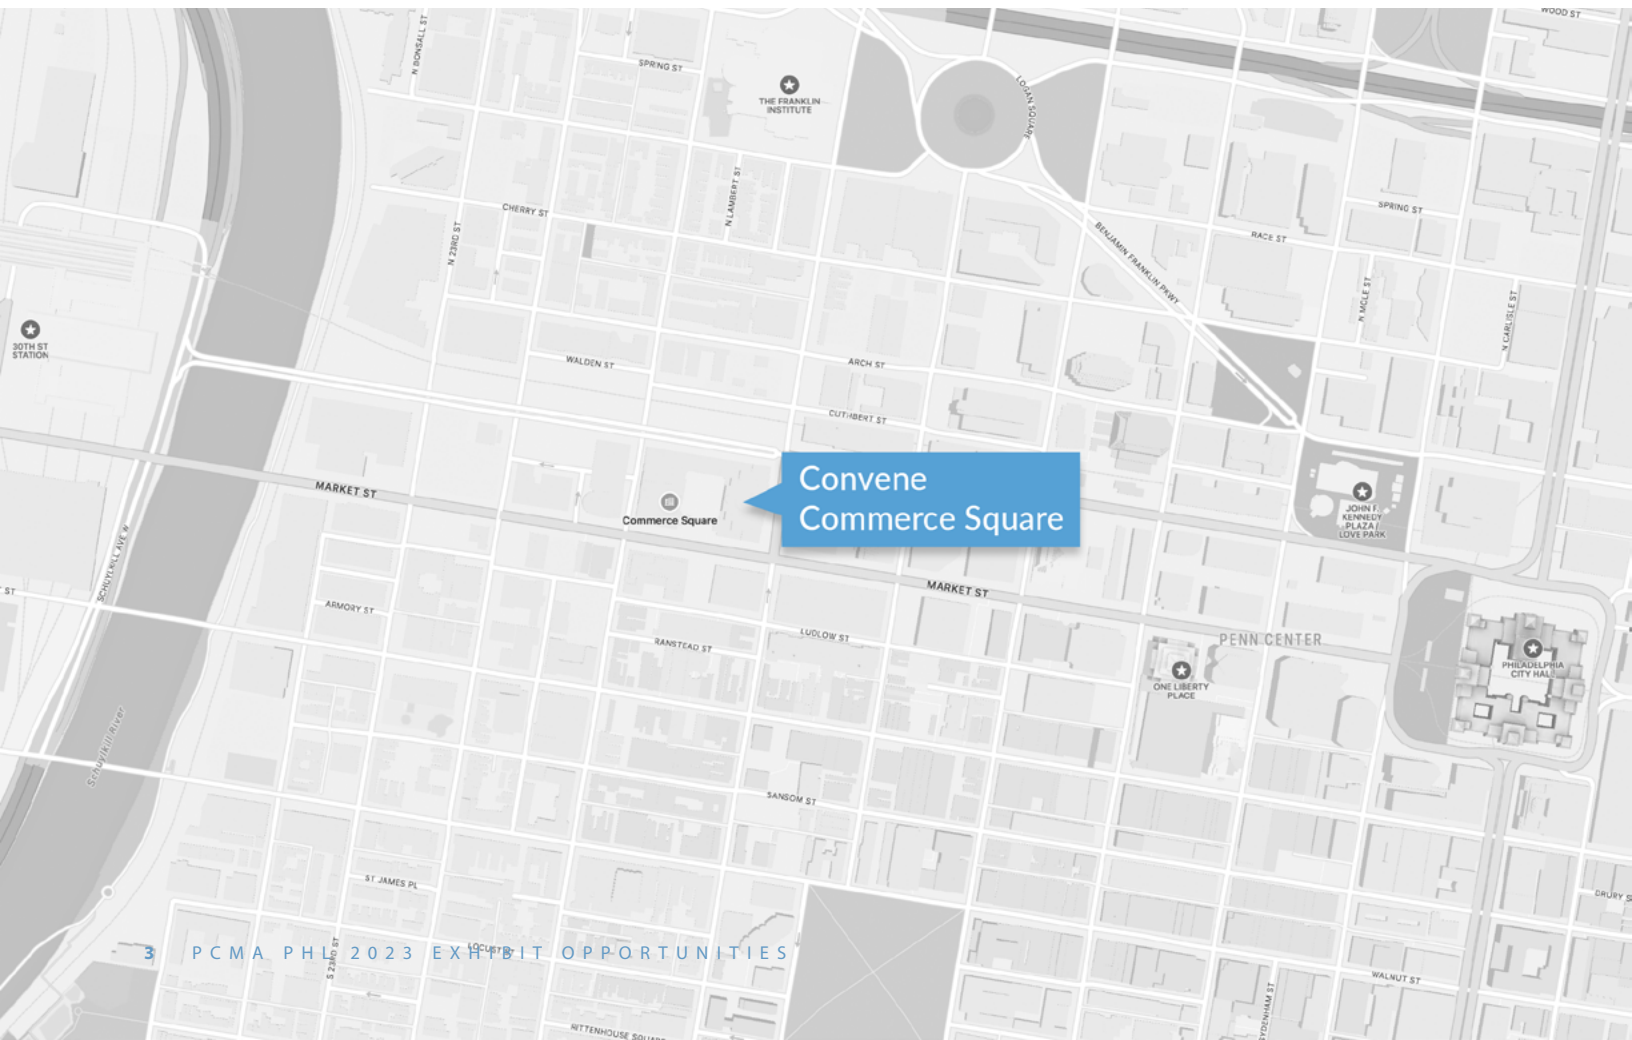 WOOD ST
N BONSALL ST
SPRING ST
THE FRANKLIN
INSTITUTE
LOGAN SQUARE
N LAMBERT ST
CHERRY ST
SPRING ST
N 23RD ST
BENJAMIN FRANKLIN PKWY
RACE ST
N MOLE ST
N CARLISLE ST
30TH ST
STATION
WALDEN ST
ARCH ST
CUTHBERT ST
Convene
Commerce Square
MARKET ST
Commerce Square
JOHN F.
KENNEDY
PLAZA /
LOVE PARK
SCHUYLKILL AVE W
MARKET ST
ST
ARMORY ST
RANSTEAD ST
LUDLOW ST
PENN CENTER
ONE LIBERTY
PLACE
PHILADELPHIA
CITY HALL
Schuylkill River
SANSOM ST
ST JAMES PL
DRURY S
LOCUST ST
S 23RD ST
3 PCMA PHL 2023 EXHIBIT OPPORTUNITIES
WALNUT ST
YDENHAM ST
RITTENHOUSE SQUAR